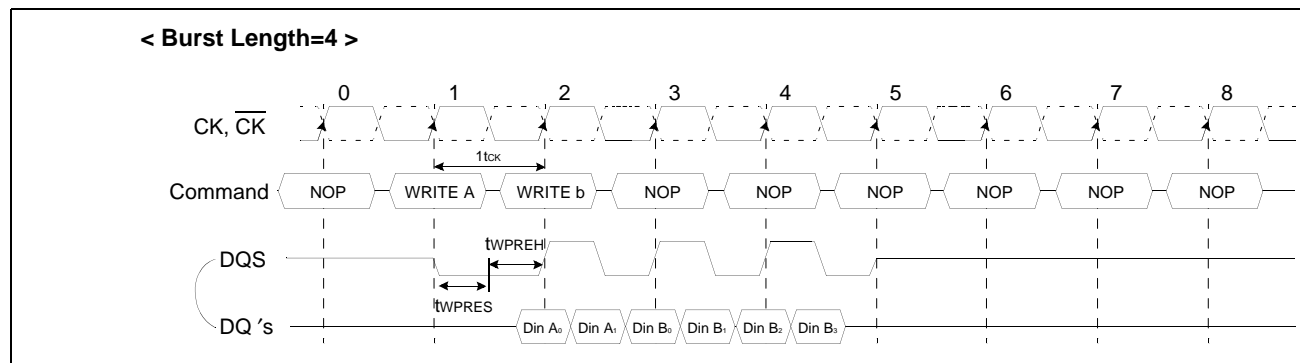 < Burst Length=4 >
0 1 2 3 4 5 6 7 8
CK, CK
1tCK
Command NOP WRITE A WRITE b NOP NOP NOP NOP NOP NOP
tWPREH
DQS
tWPRES
DQ ′s Din A0 Din A1 Din B0 Din B1 Din B2 Din B3